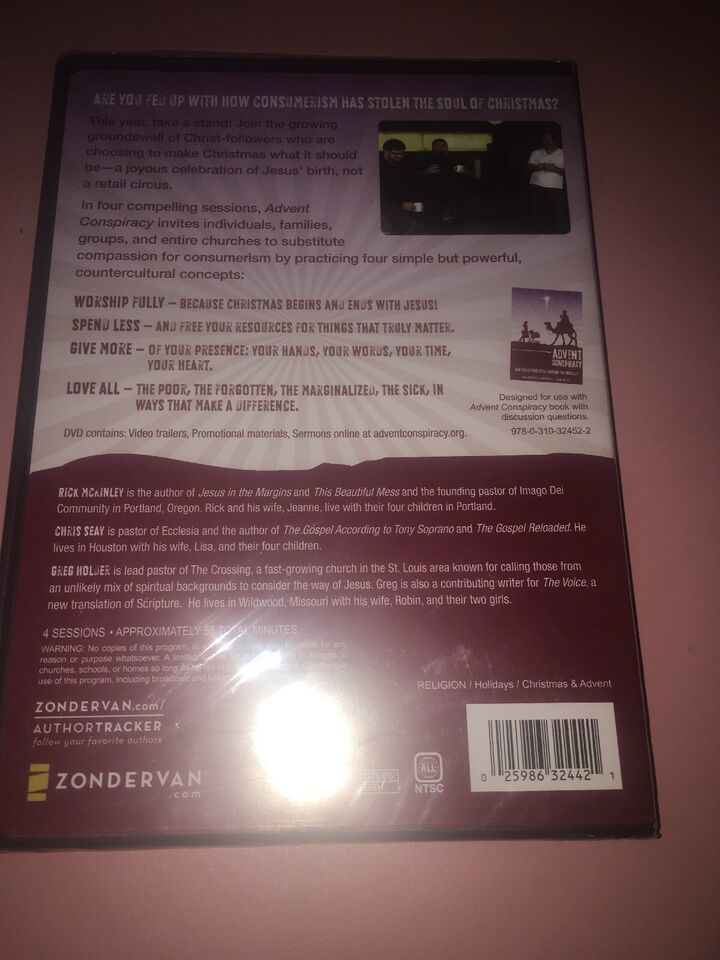 ARE YOU FED UP WITH HOW CONSUMERISM HAS STOLEN THE SOUL OF CHRISTMAS?
This year, take a stand! Join the growing
groundswell of Christ-followers who are
choosing to make Christmas what it should
be—a joyous celebration of Jesus' birth, not
a retail circus.
In four compelling sessions, Advent
Conspiracy invites individuals, families,
groups, and entire churches to substitute
compassion for consumerism by practicing four simple but powerful,
countercultural concepts:
WORSHIP FULLY – BECAUSE CHRISTMAS BEGINS AND ENDS WITH JESUS!
SPEND LESS – AND FREE YOUR RESOURCES FOR THINGS THAT TRULY MATTER.
GIVE MORE – OF YOUR PRESENCE: YOUR HANDS, YOUR WORDS, YOUR TIME,
YOUR HEART.
LOVE ALL – THE POOR, THE FORGOTTEN, THE MARGINALIZED, THE SICK, IN
WAYS THAT MAKE A DIFFERENCE.
DVD contains: Video trailers, Promotional materials, Sermons online at adventconspiracy.org.
ADVENT
CONSPIRACY
Designed for use with
Advent Conspiracy book with
discussion questions.
978-0-310-32452-2
RICK MCKINLEY is the author of Jesus in the Margins and This Beautiful Mess and the founding pastor of Imago Dei
Community in Portland, Oregon. Rick and his wife, Jeanne, live with their four children in Portland.
CHRIS SEAY is pastor of Ecclesia and the author of The Gospel According to Tony Soprano and The Gospel Reloaded. He
lives in Houston with his wife, Lisa, and their four children.
GREG HOLDER is lead pastor of The Crossing, a fast-growing church in the St. Louis area known for calling those from
an unlikely mix of spiritual backgrounds to consider the way of Jesus. Greg is also a contributing writer for The Voice, a
new translation of Scripture. He lives in Wildwood, Missouri with his wife, Robin, and their two girls.
4 SESSIONS • APPROXIMATELY 55 TOTAL MINUTES
WARNING: No copies of this program, in for any
reason or purpose whatsoever. A limited
churches, schools, or homes so long
use of this program, including broadcast and
RELIGION / Holidays / Christmas & Advent
ZONDERVAN.com/
AUTHORTRACKER
follow your favorite authors
ZONDERVAN
.com
ALL
NTSC
0 25986 32442 1